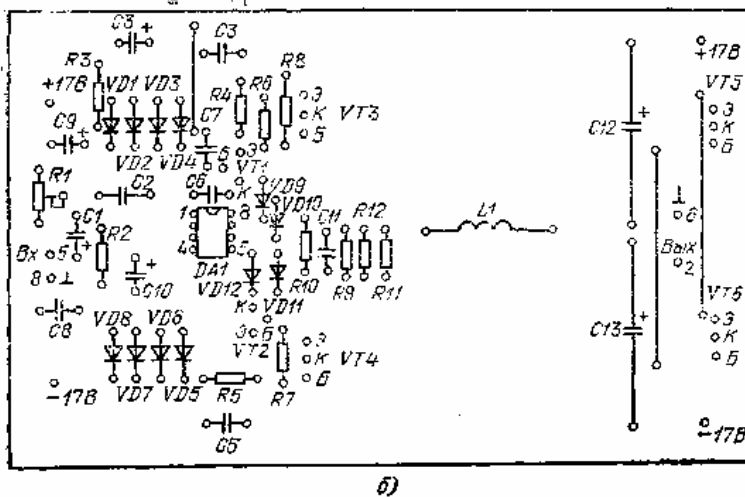 C3 + C3
R3 VD1 VD3 R8
+17В R4 R6 Э +17В
C7 К VT3 VT5
C9 + Б Э
VD2 VD4 Б Э C12 + К
VT1 Б
R1 C2 C6 К VD9
VD10
C1 R2 1 8 C11 R12 L1 6
Вх 5 + + 4 5 Вых
8 C10 DA1 R10 R9 R11 2
VD12 VD11
C8 + К VT6
VD8 VD6 Э Б Э C13 + Э
VT2 К VT4 К
VD7 VD5 R5 R7 Б Б
-17В
C5 -17В
б)